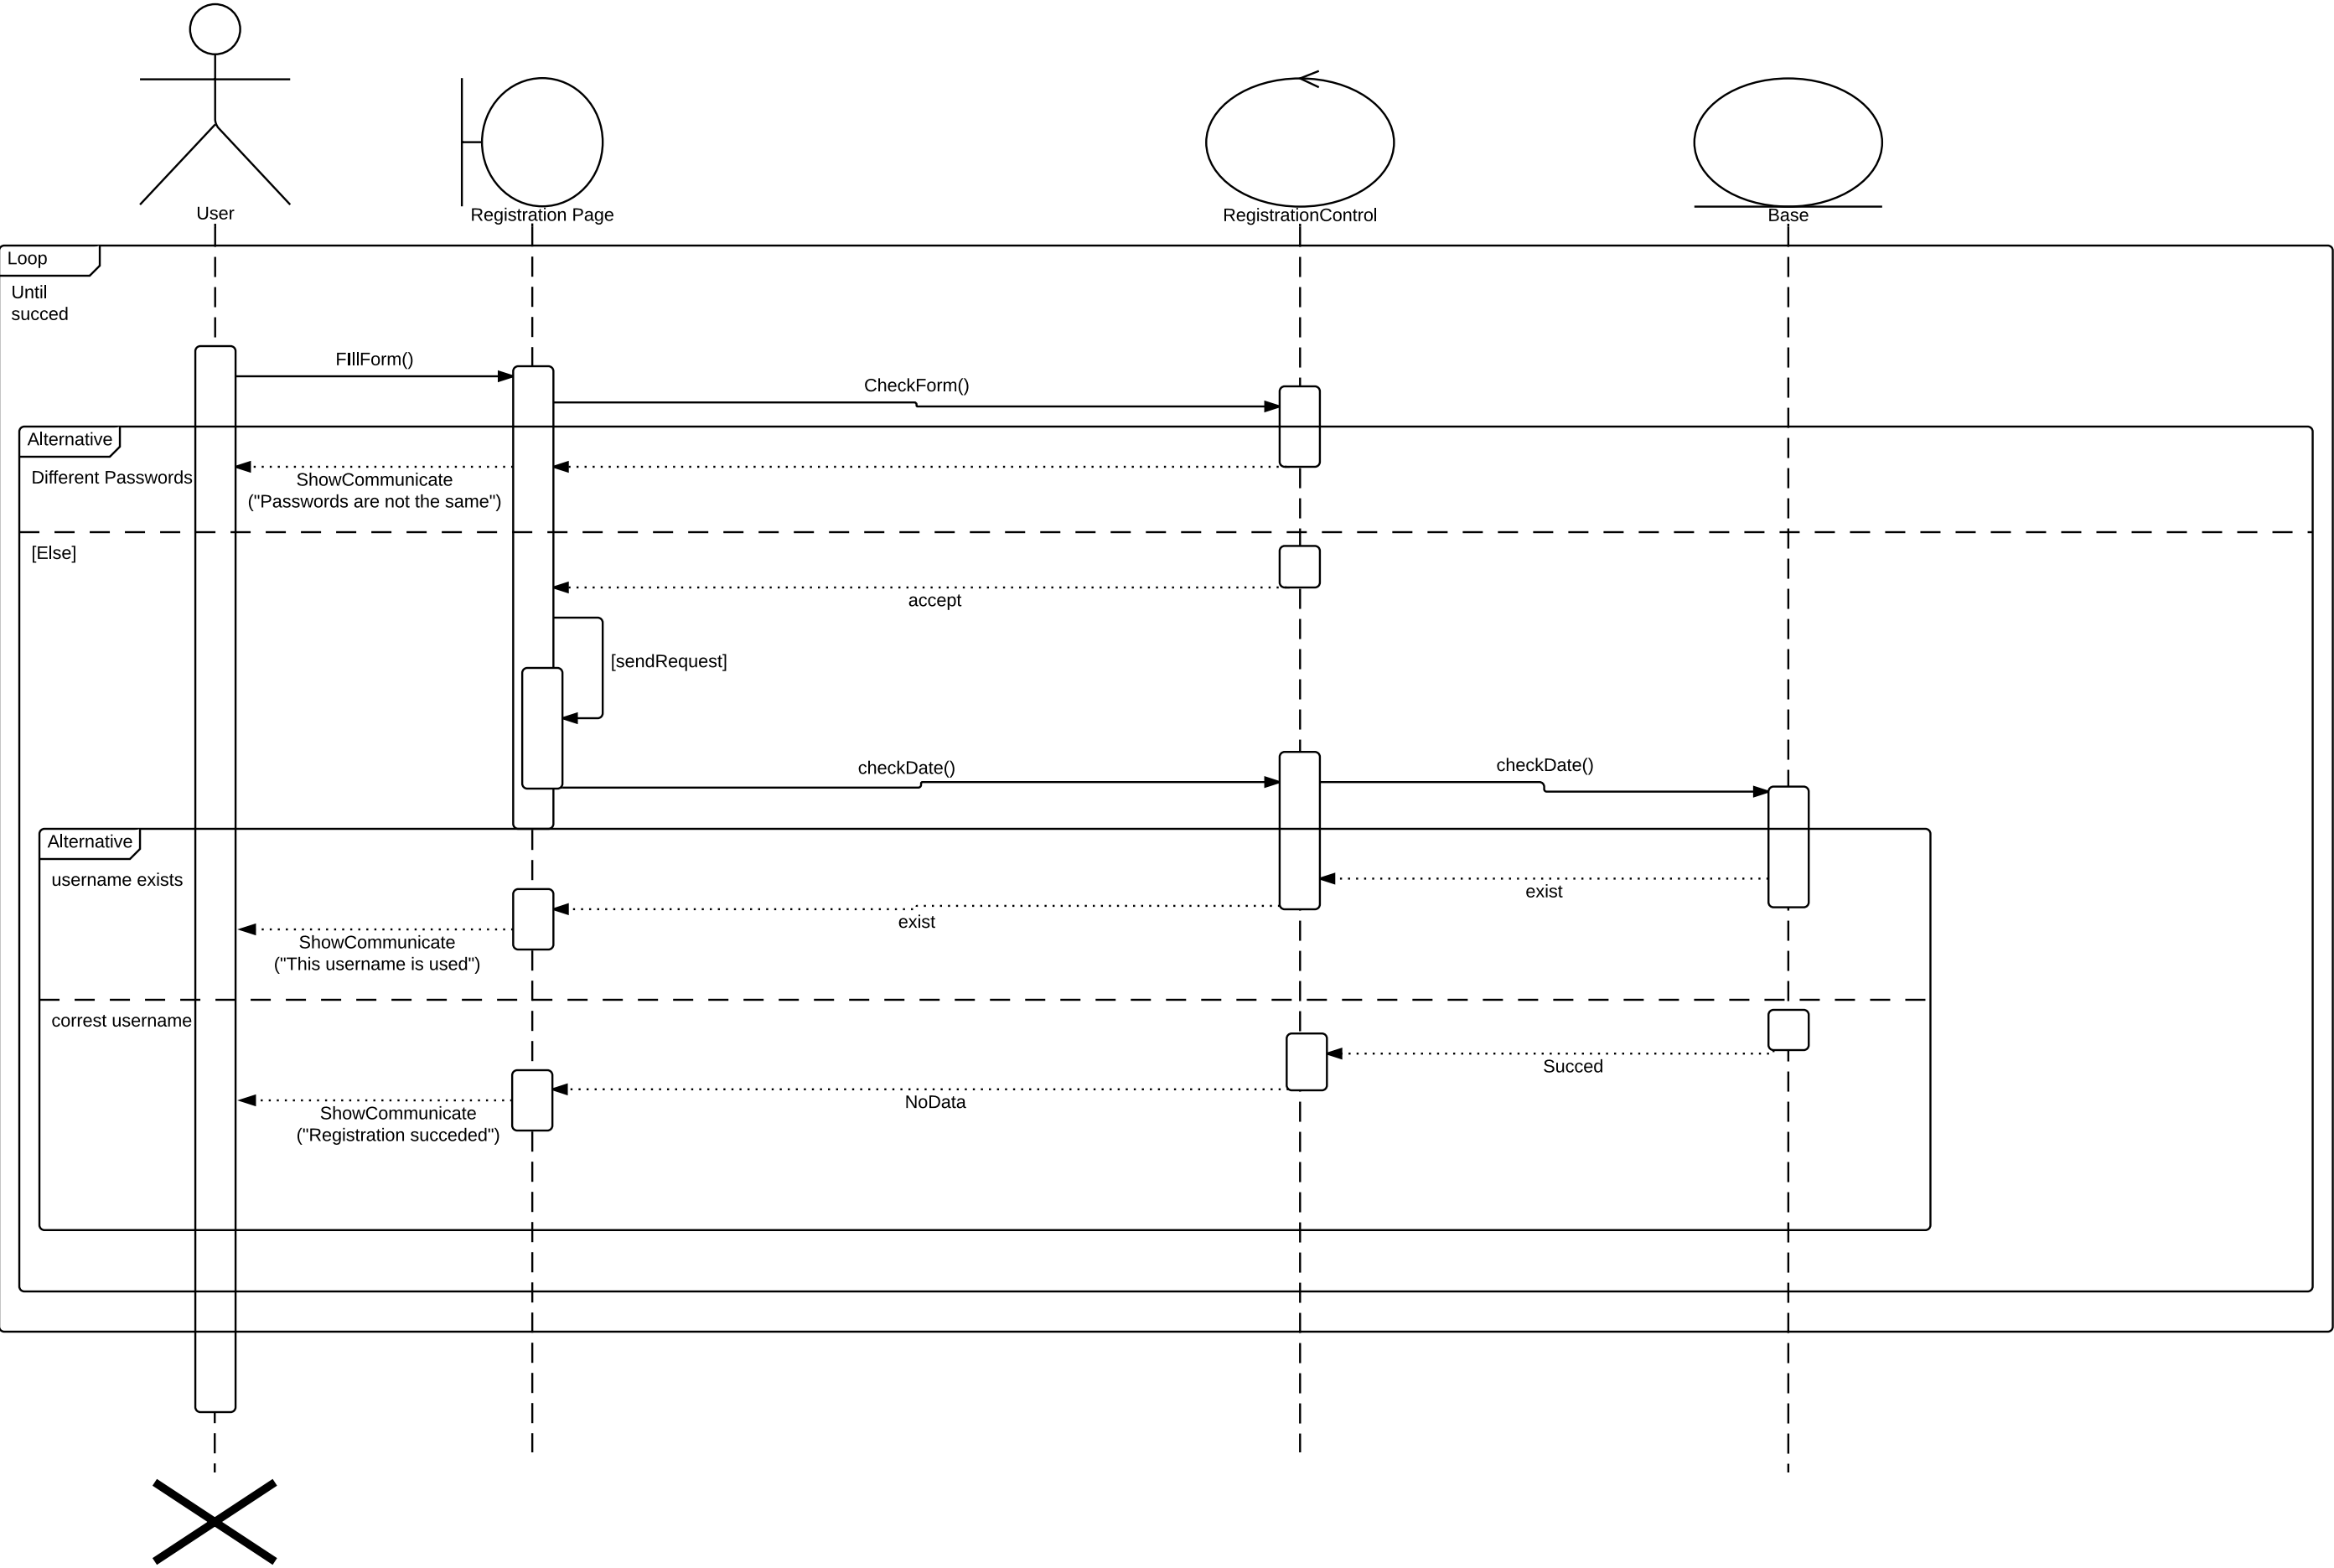 User
Registration Page
RegistrationControl
Base
Loop
Until
succed
FIllForm()
CheckForm()
Alternative
Different Passwords
ShowCommunicate
("Passwords are not the same")
[Else]
accept
[sendRequest]
checkDate()
checkDate()
Alternative
username exists
exist
exist
ShowCommunicate
("This username is used")
correst username
Succed
NoData
ShowCommunicate
("Registration succeded")